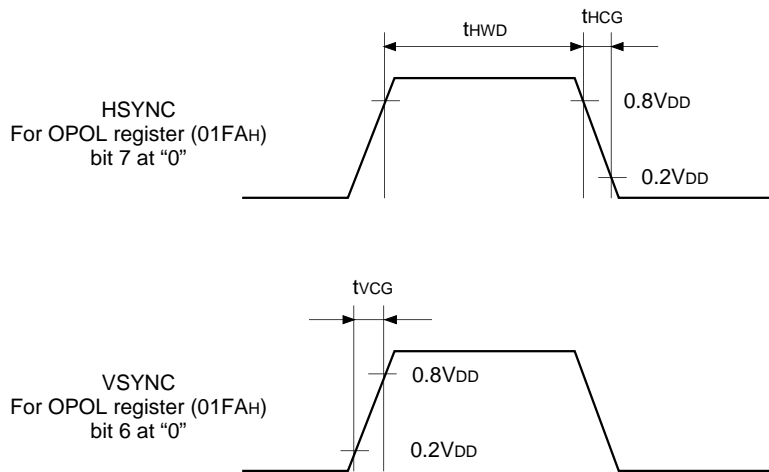 tHWD
tHCG
HSYNC
For OPOL register (01FAH)
bit 7 at “0”
0.8VDD
0.2VDD
tVCG
VSYNC
For OPOL register (01FAH)
bit 6 at “0”
0.8VDD
0.2VDD